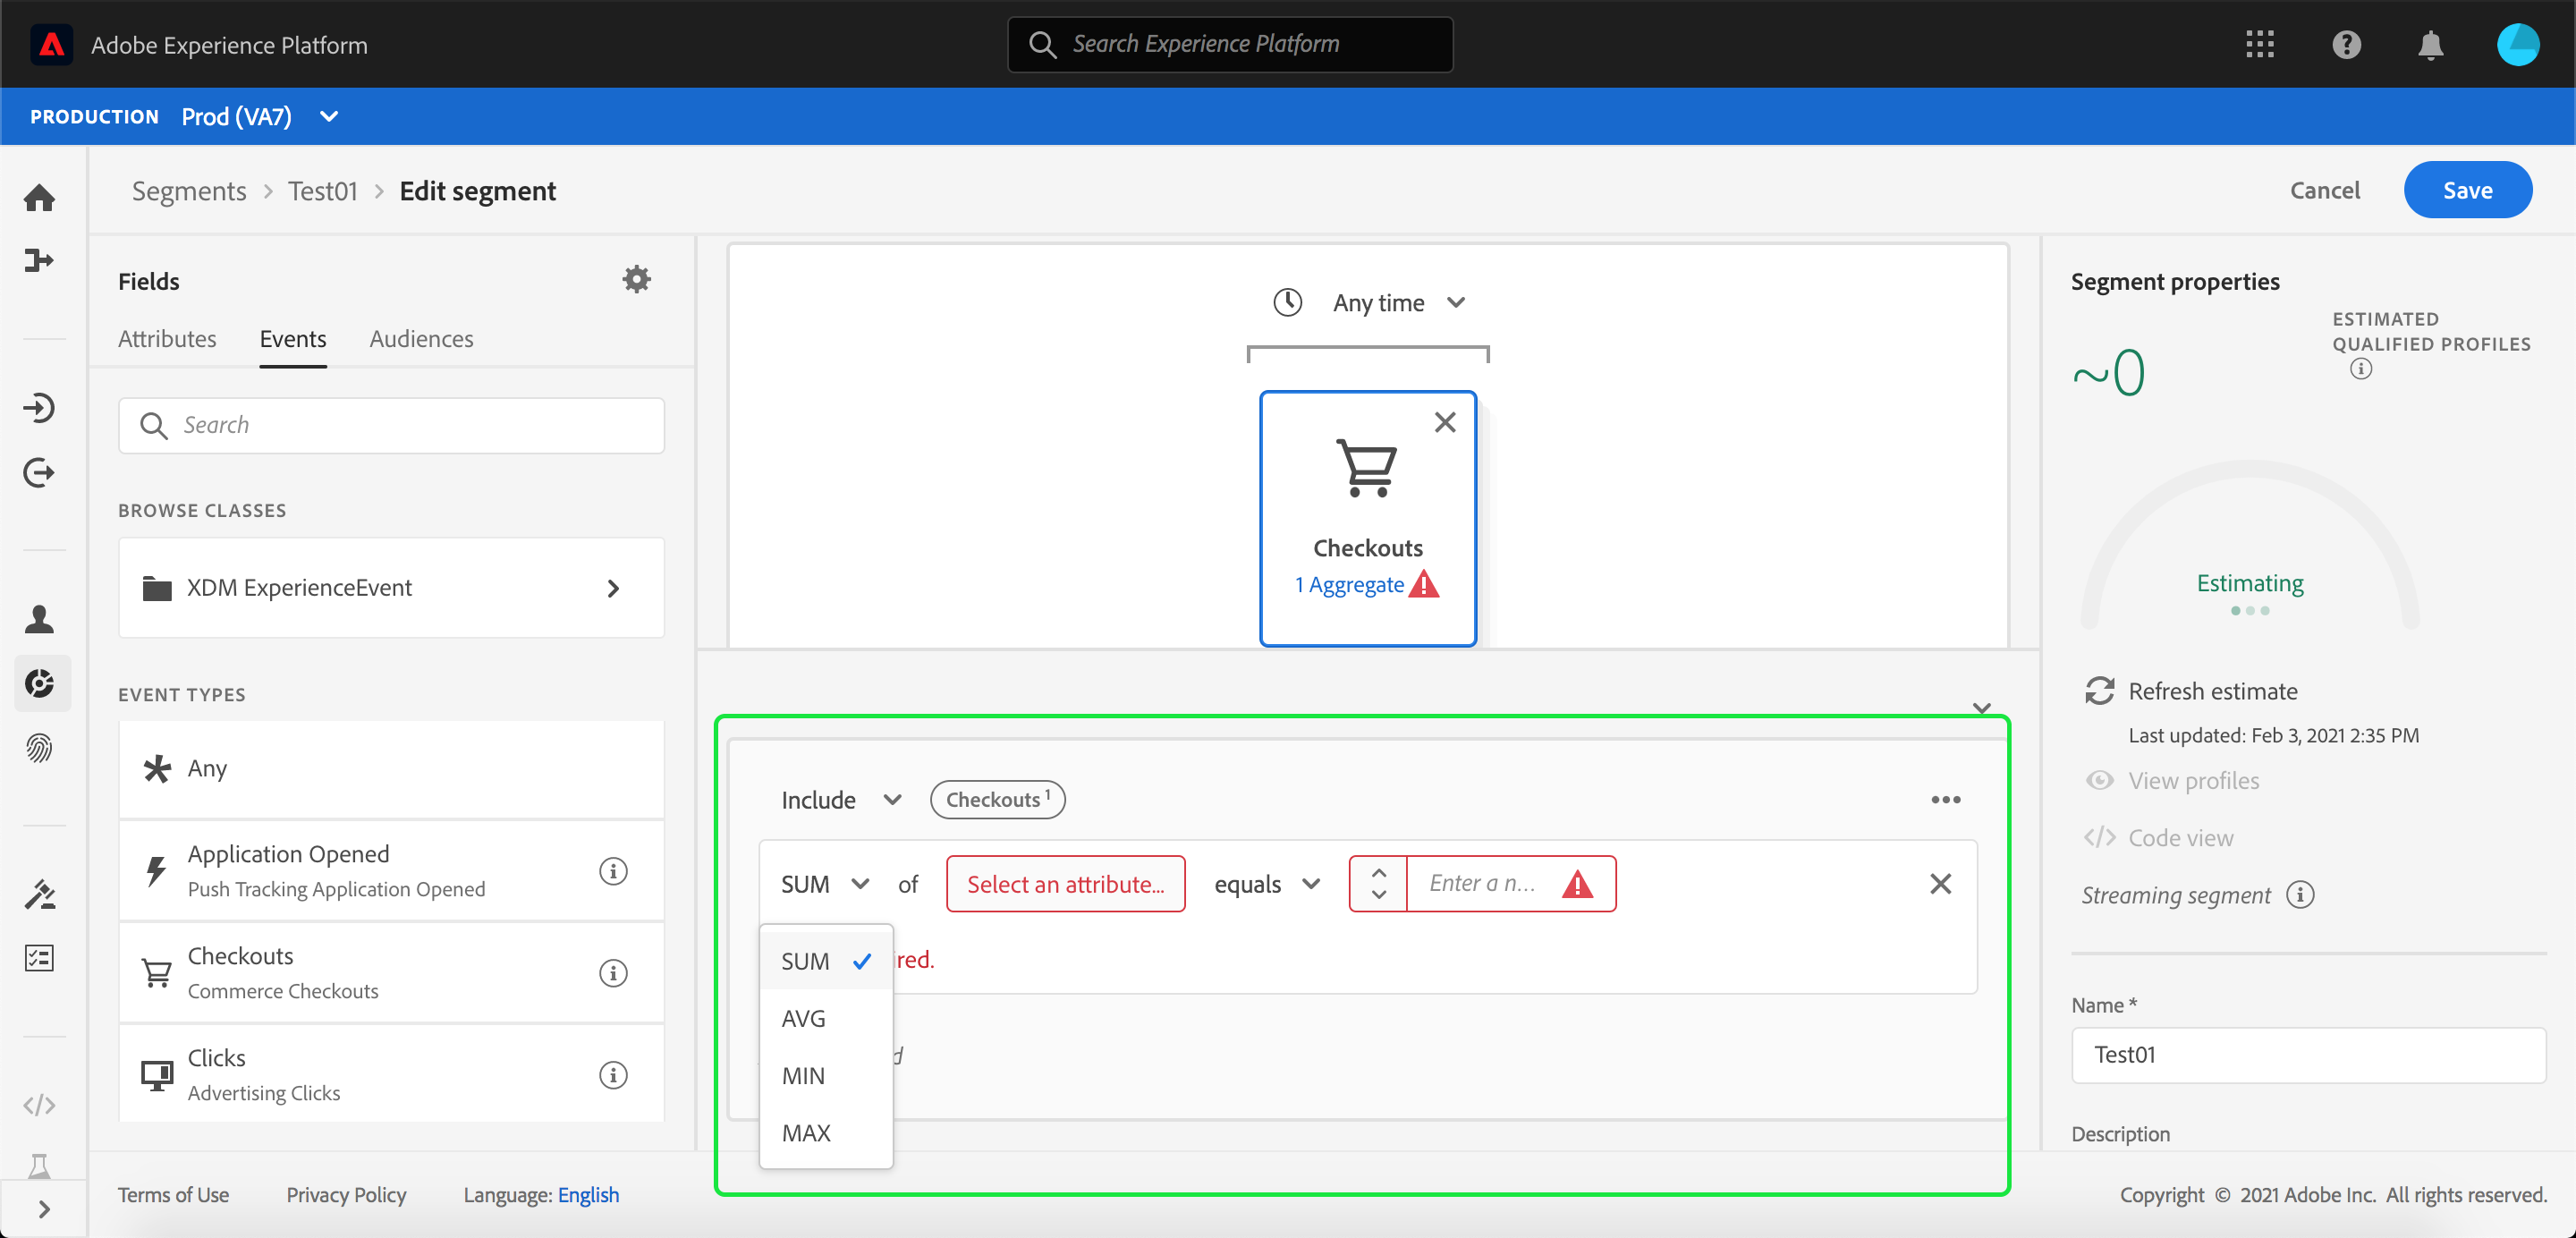 Adobe Experience Platform
Search Experience Platform
PRODUCTION Prod (VA7)
Segments > Test01 > Edit segment
Cancel
Save
Fields
Attributes
Events
Audiences
Search
BROWSE CLASSES
XDM ExperienceEvent
EVENT TYPES
Any
Application Opened
Push Tracking Application Opened
Checkouts
Commerce Checkouts
Clicks
Advertising Clicks
Any time
Checkouts
1 Aggregate
Include
Checkouts 1
SUM
of
Select an attribute...
equals
Enter a n...
SUM
AVG
MIN
MAX
Segment properties
~0
ESTIMATED
QUALIFIED PROFILES
Estimating
Refresh estimate
Last updated: Feb 3, 2021 2:35 PM
View profiles
Code view
Streaming segment
Name *
Test01
Description
Terms of Use
Privacy Policy
Language: English
Copyright © 2021 Adobe Inc. All rights reserved.